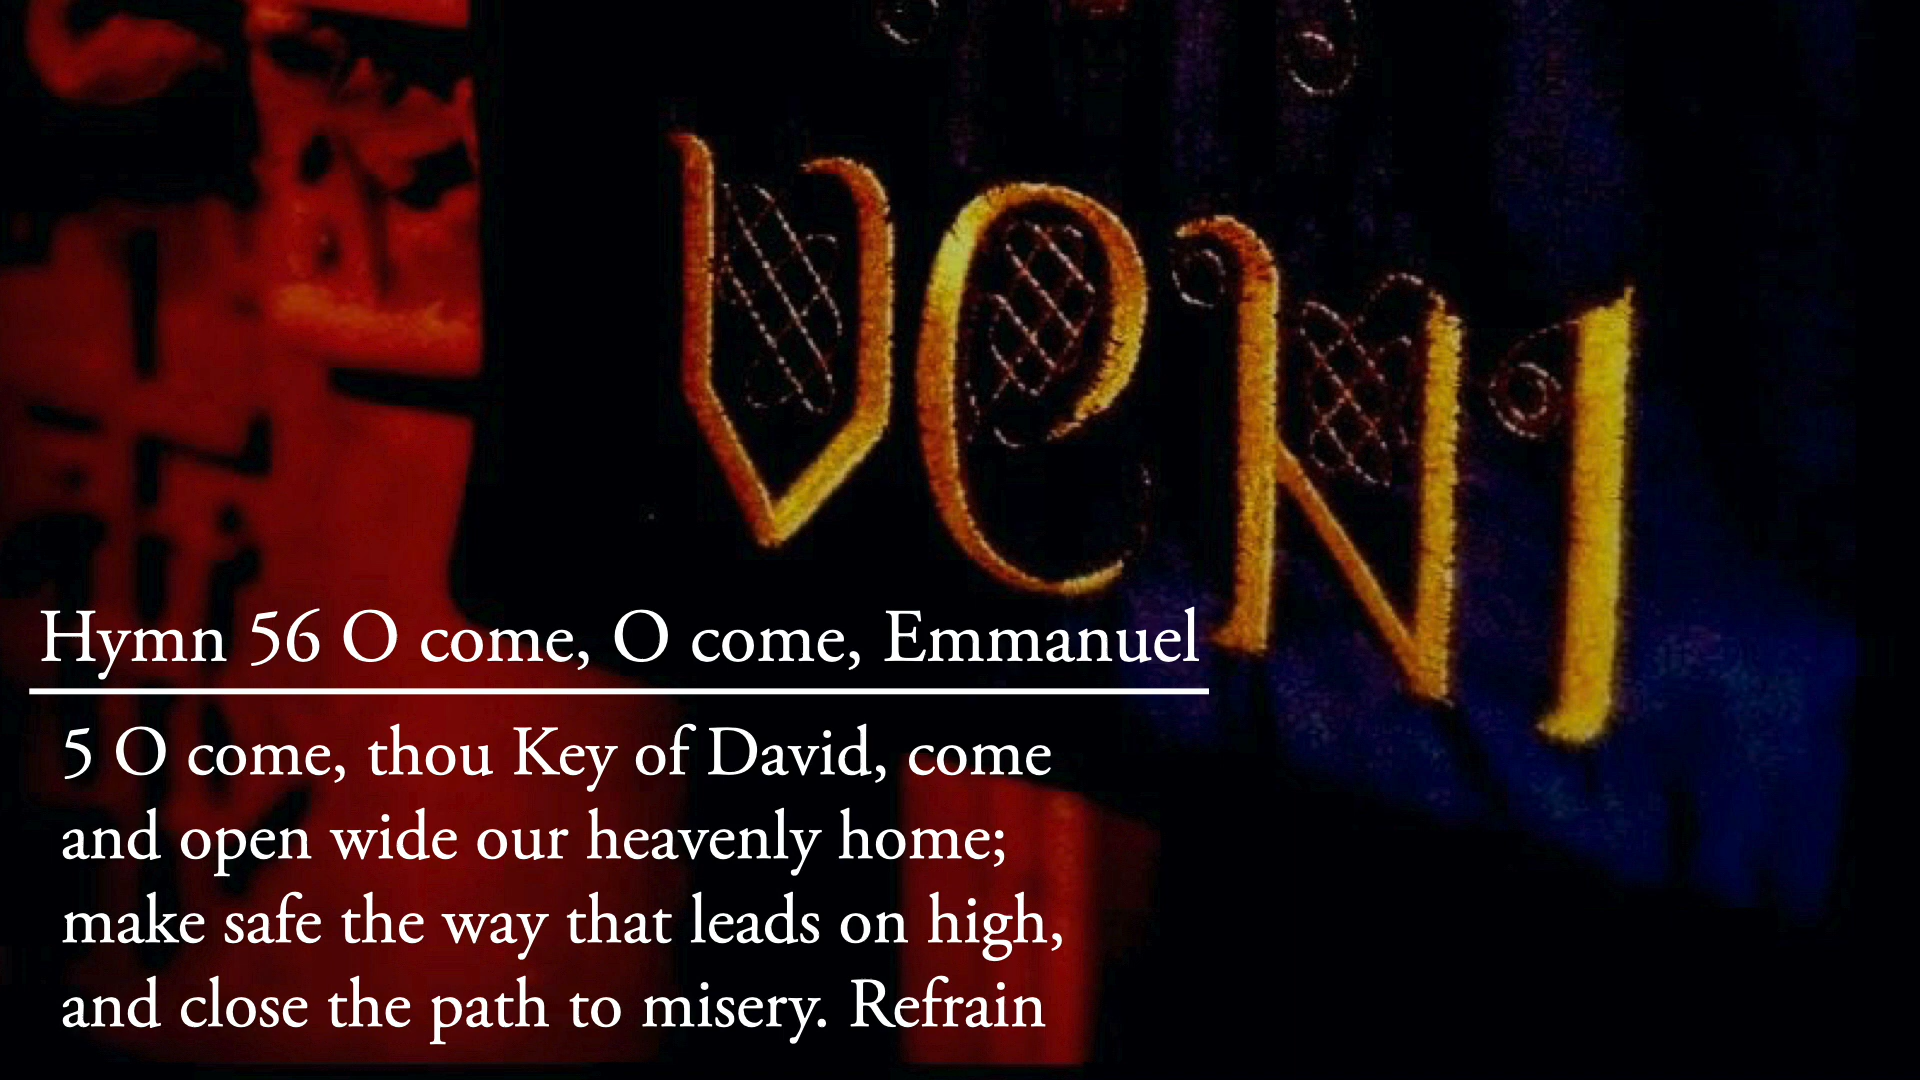 VENI
Hymn 56 O come, O come, Emmanuel
5 O come, thou Key of David, come
and open wide our heavenly home;
make safe the way that leads on high,
and close the path to misery. Refrain